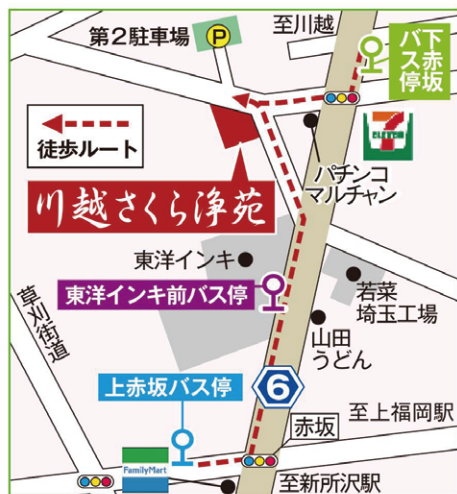 至川越
第2駐車場
P
下赤坂
バス停
徒歩ルート
ELEVEN
パチンコ
マルチャン
川越さくら浄苑
東洋インキ
東洋インキ前バス停
若菜
埼玉工場
山田
うどん
草刈街道
6
上赤坂バス停
赤坂
至上福岡駅
FamilyMart
至新所沢駅